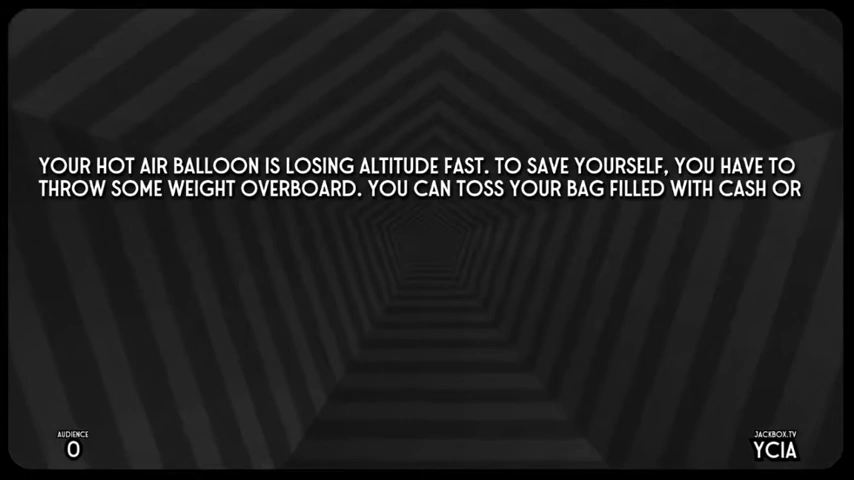 YOUR HOT AIR BALLOON IS LOSING ALTITUDE FAST. TO SAVE YOURSELF, YOU HAVE TO
THROW SOME WEIGHT OVERBOARD. YOU CAN TOSS YOUR BAG FILLED WITH CASH OR
AUDIENCE
0
JACKBOX.TV
YCIA